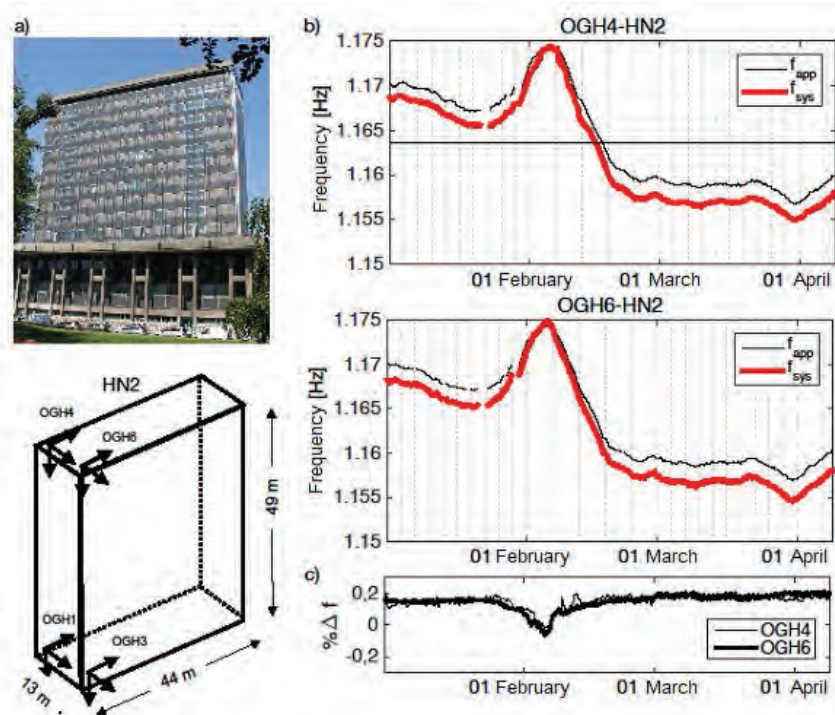 a)
HN2
OGH4
OGH6
49 m
OGH1
OGH3
13 m
44 m
b)
OGH4-HN2
Frequency [Hz]
1.175
1.17
1.165
1.16
1.155
1.15
f_app
f_sys
01 February
01 March
01 April
OGH6-HN2
Frequency [Hz]
1.175
1.17
1.165
1.16
1.155
1.15
f_app
f_sys
01 February
01 March
01 April
c)
% Δ f
0,2
0
-0,2
OGH4
OGH6
01 February
01 March
01 April